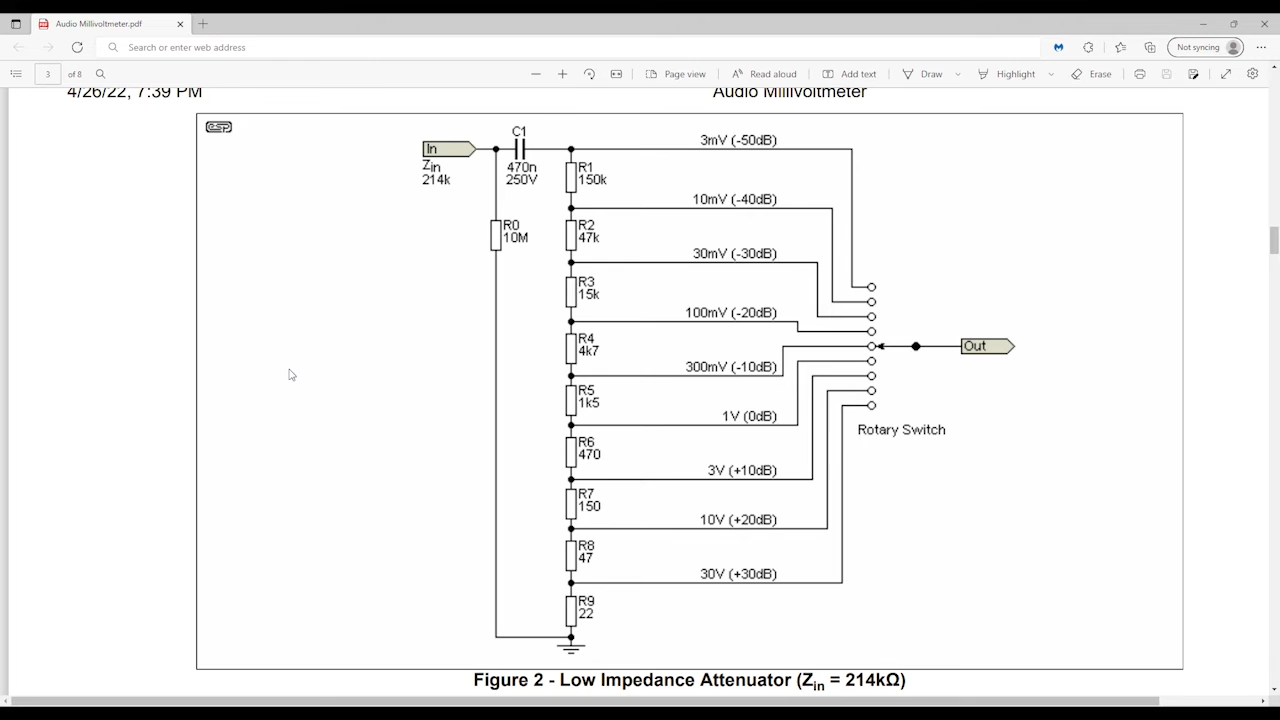 Audio Millivoltmeter.pdf
Search or enter web address
Not syncing
3 of 8
Page view
Read aloud
Add text
Draw
Highlight
Erase
4/26/22, 7:39 PM
Audio Millivoltmeter
ESP
In
Zin
214k
C1
470n
250V
R0
10M
R1
150k
R2
47k
R3
15k
R4
4k7
R5
1k5
R6
470
R7
150
R8
47
R9
22
3mV (-50dB)
10mV (-40dB)
30mV (-30dB)
100mV (-20dB)
300mV (-10dB)
1V (0dB)
3V (+10dB)
10V (+20dB)
30V (+30dB)
Out
Rotary Switch
Figure 2 - Low Impedance Attenuator (Zin = 214kΩ)